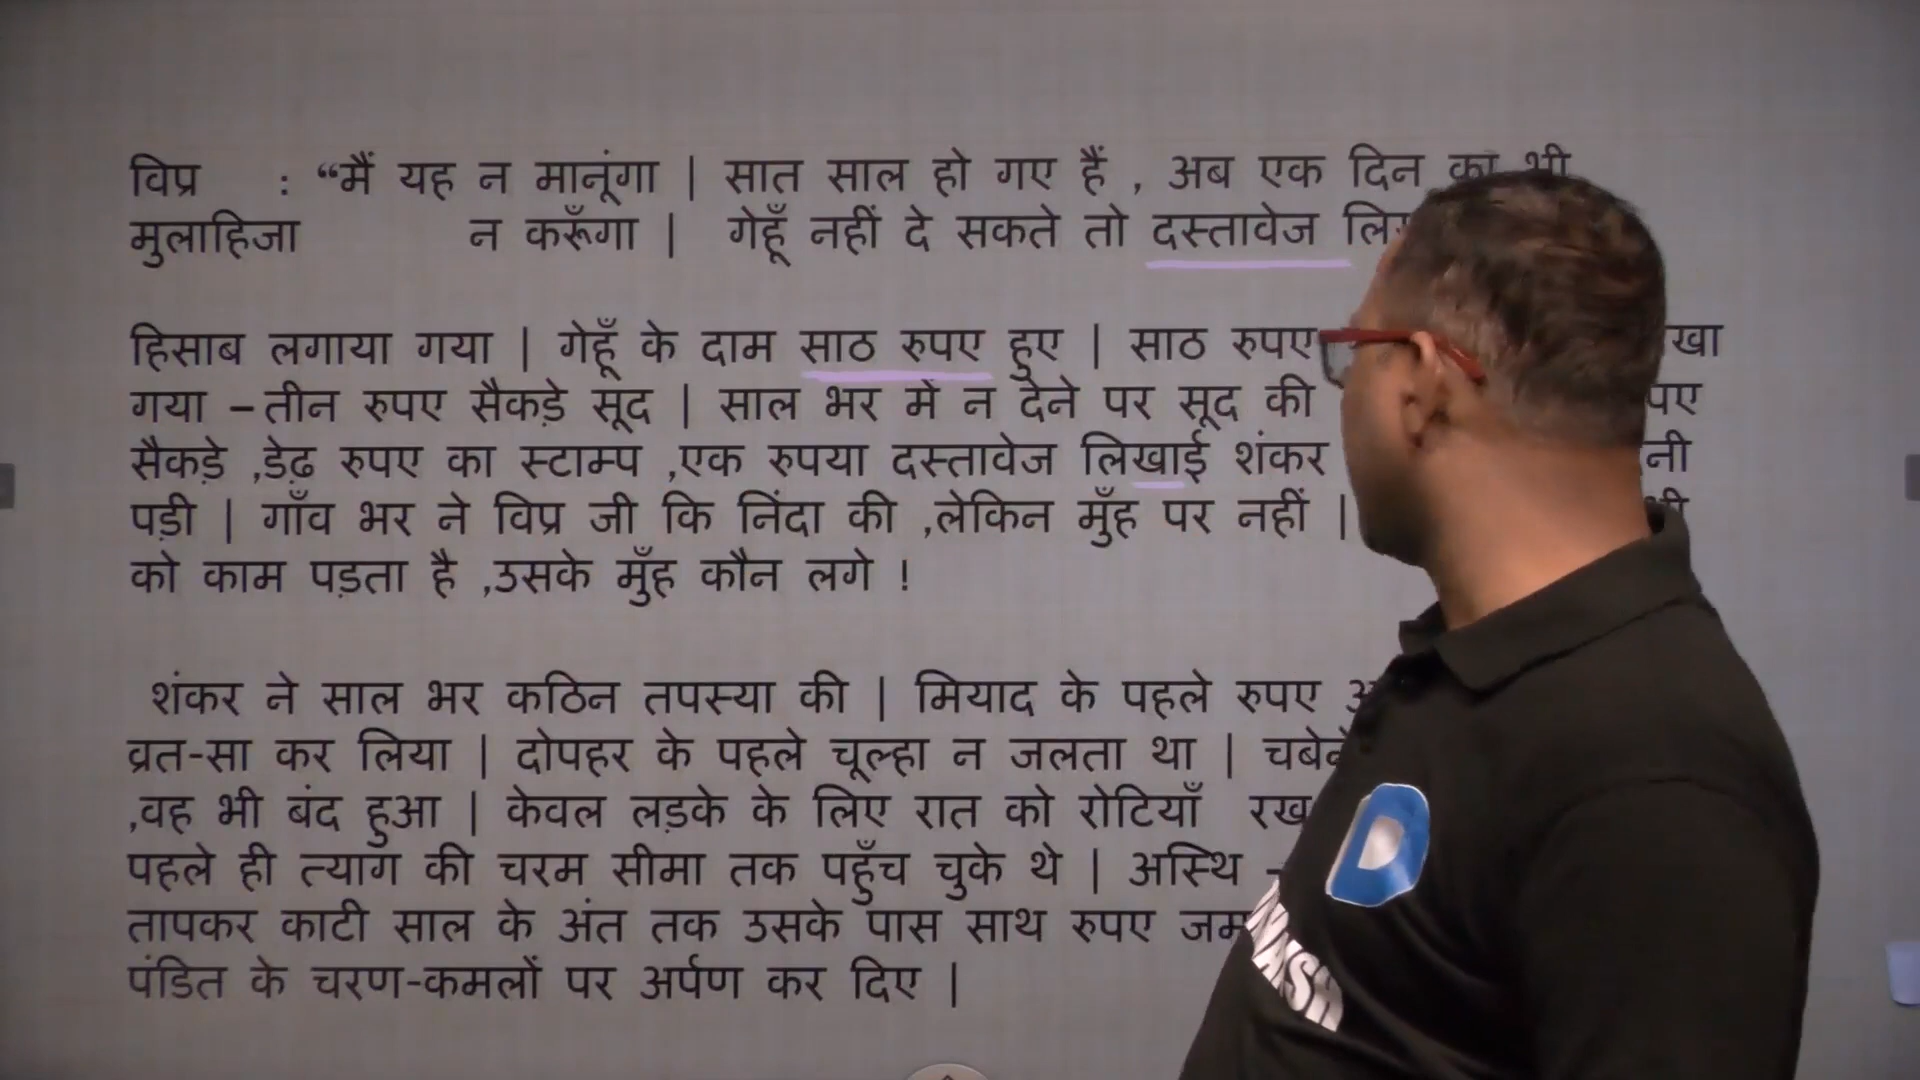 विप्र : “मैं यह न मानूंगा | सात साल हो गए हैं , अब एक दिन का भी
मुलाहिजा न करूँगा | गेहूँ नहीं दे सकते तो दस्तावेज
हिसाब लगाया गया | गेहूँ के दाम साठ रुपए हुए | साठ रुपए
गया –तीन रुपए सैकड़े सूद | साल भर में न देने पर सूद की
सैकड़े ,डेढ़ रुपए का स्टाम्प ,एक रुपया दस्तावेज लिखाई शंकर
पड़ी | गाँव भर ने विप्र जी कि निंदा की ,लेकिन मुँह पर नहीं |
को काम पड़ता है ,उसके मुँह कौन लगे !
शंकर ने साल भर कठिन तपस्या की | मियाद के पहले रुपए
व्रत-सा कर लिया | दोपहर के पहले चूल्हा न जलता था |
,वह भी बंद हुआ | केवल लड़के के लिए रात को रोटियाँ
पहले ही त्याग की चरम सीमा तक पहुँच चुके थे | अस्थि -
तापकर काटी साल के अंत तक उसके पास साथ रुपए
पंडित के चरण-कमलों पर अर्पण कर दिए |
D